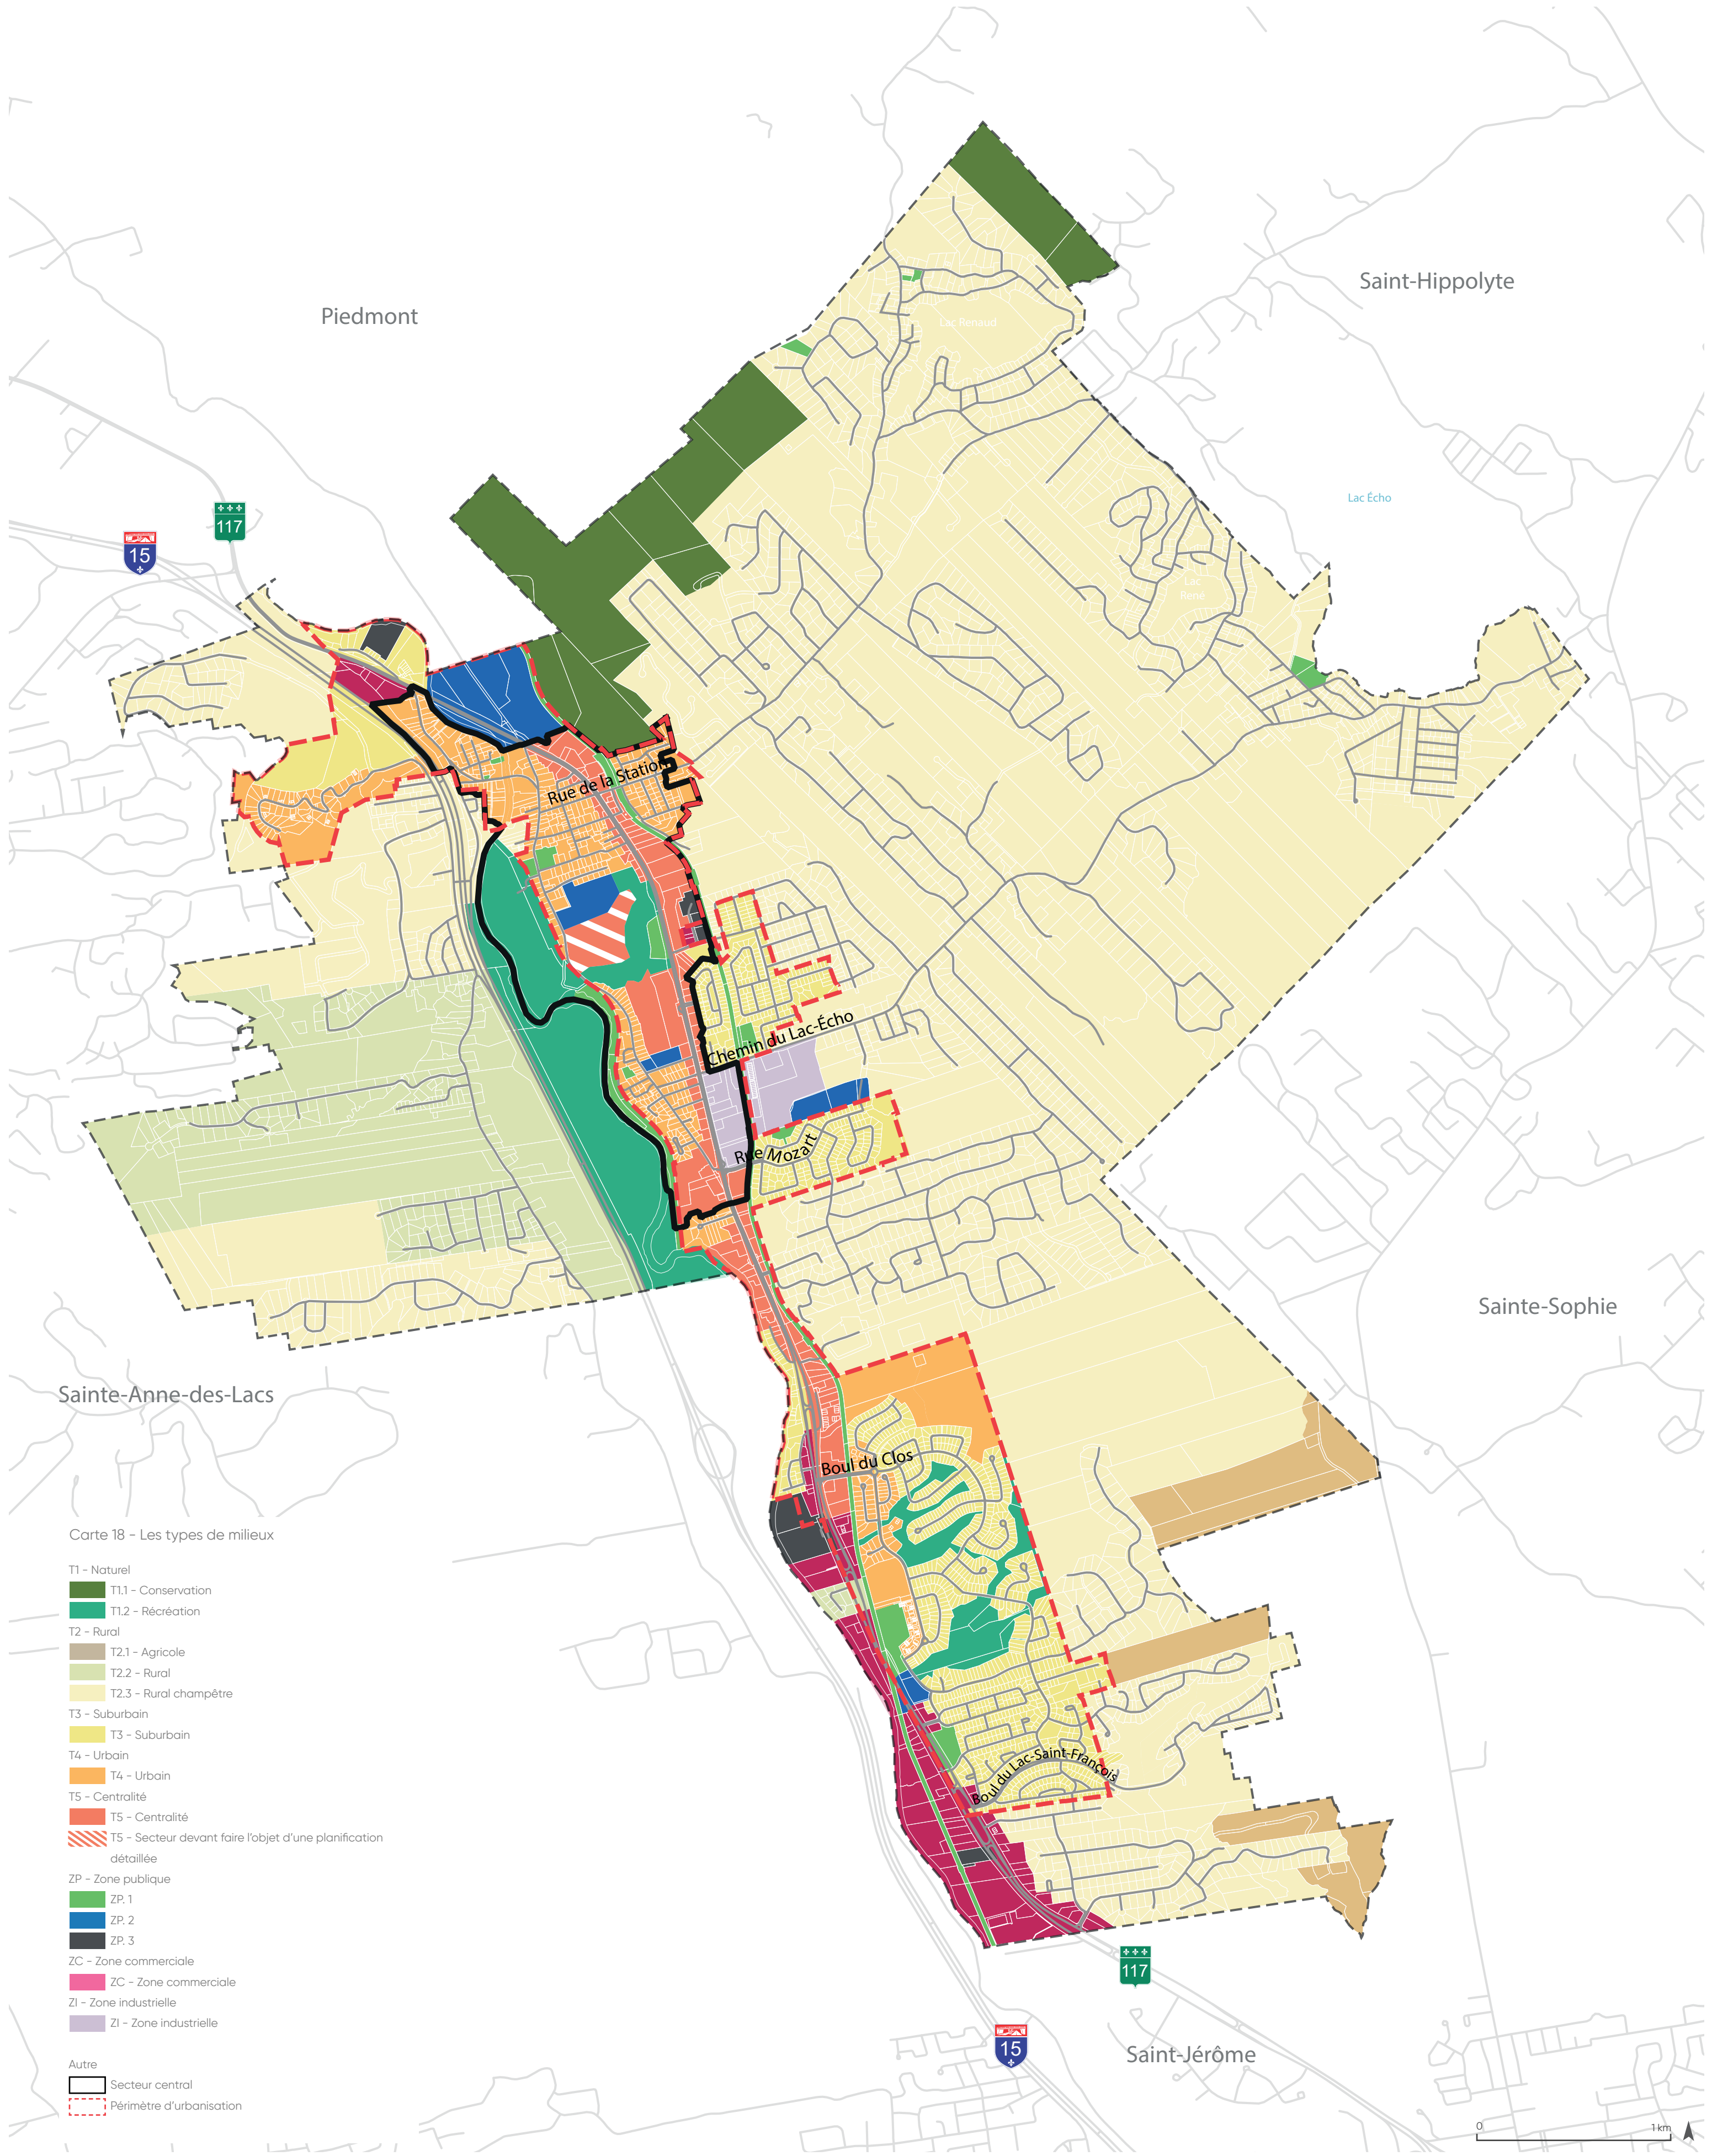 Saint-Hippolyte
Piedmont
Lac Renaud
Lac Écho
117
15
Lac
René
Rue de la Station
Chemin du Lac-Écho
Rue Mozart
Sainte-Sophie
Sainte-Anne-des-Lacs
Boul du Clos
Boul du Lac-Saint-François
Carte 18 - Les types de milieux
T1 - Naturel
T1.1 - Conservation
T1.2 - Récréation
T2 - Rural
T2.1 - Agricole
T2.2 - Rural
T2.3 - Rural champêtre
T3 - Suburbain
T3 - Suburbain
T4 - Urbain
T4 - Urbain
T5 - Centralité
T5 - Centralité
T5 - Secteur devant faire l'objet d'une planification
détaillée
ZP - Zone publique
ZP. 1
ZP. 2
ZP. 3
ZC - Zone commerciale
ZC - Zone commerciale
ZI - Zone industrielle
ZI - Zone industrielle
Autre
Secteur central
Périmètre d'urbanisation
117
15
Saint-Jérôme
0
1 km